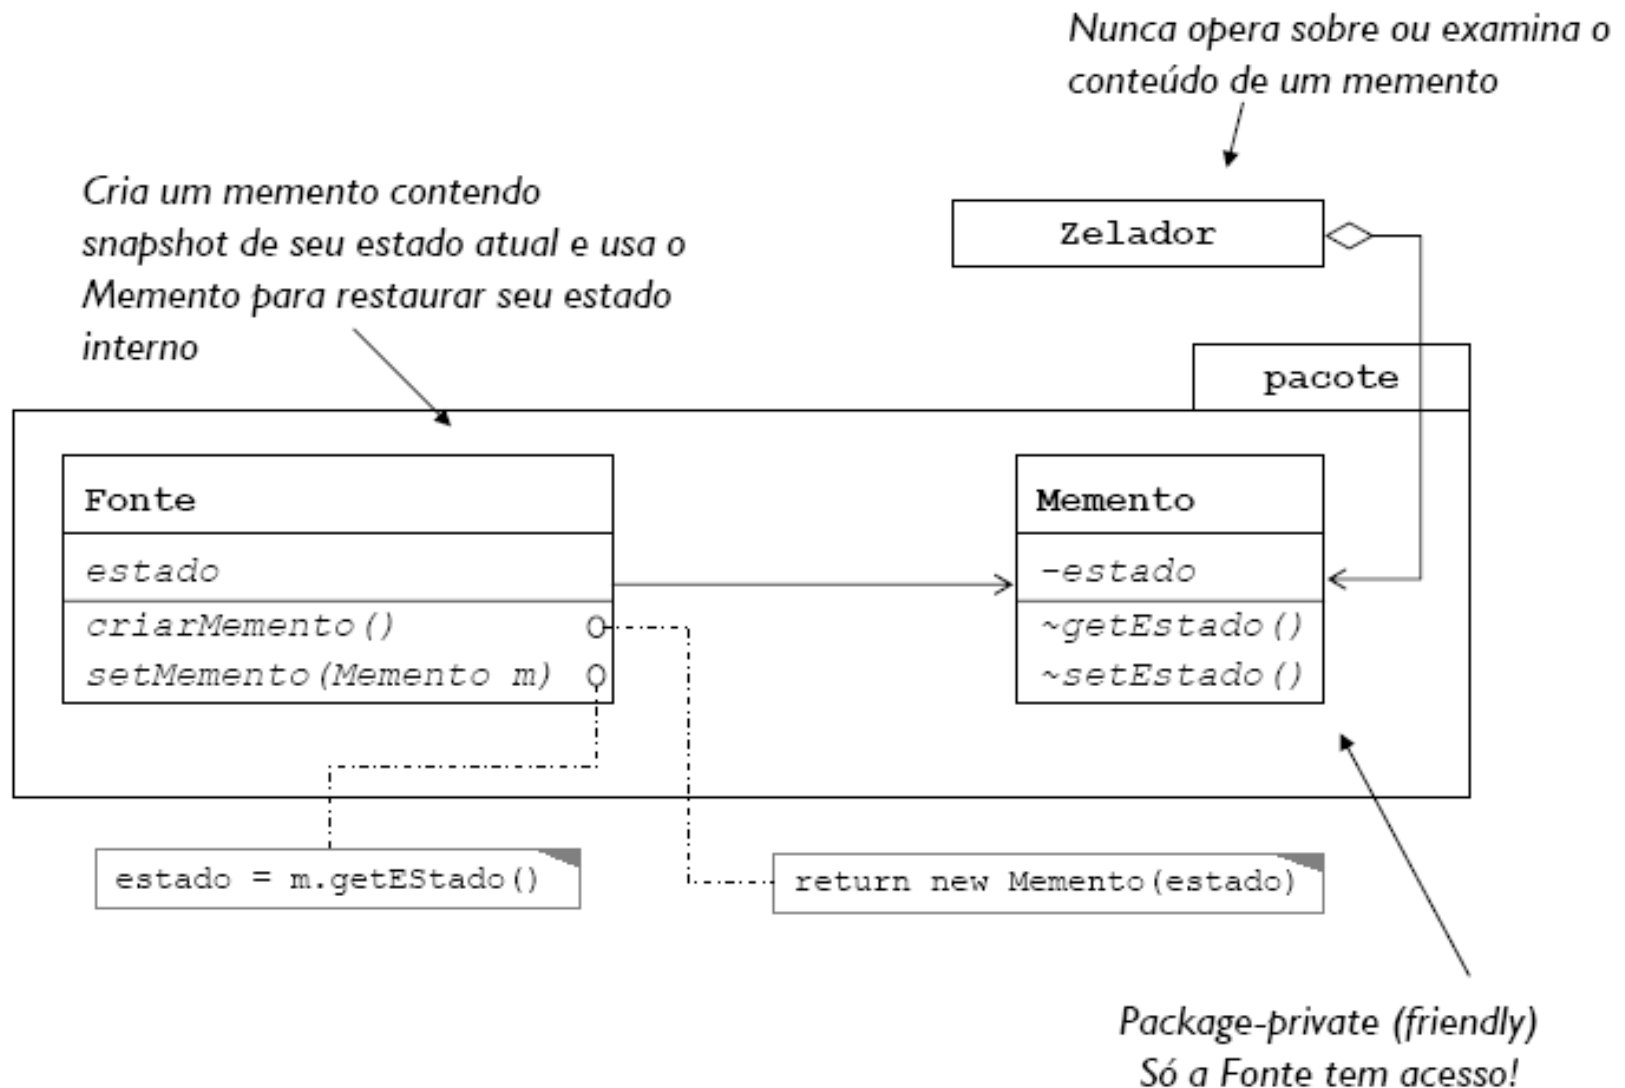 Nunca opera sobre ou examina o
conteúdo de um memento
Cria um memento contendo
snapshot de seu estado atual e usa o
Memento para restaurar seu estado
interno
Zelador
pacote
Fonte
estado
criarMemento()
setMemento(Memento m)
Memento
-estado
~getEstado()
~setEstado()
estado = m.getEStado()
return new Memento(estado)
Package-private (friendly)
Só a Fonte tem acesso!